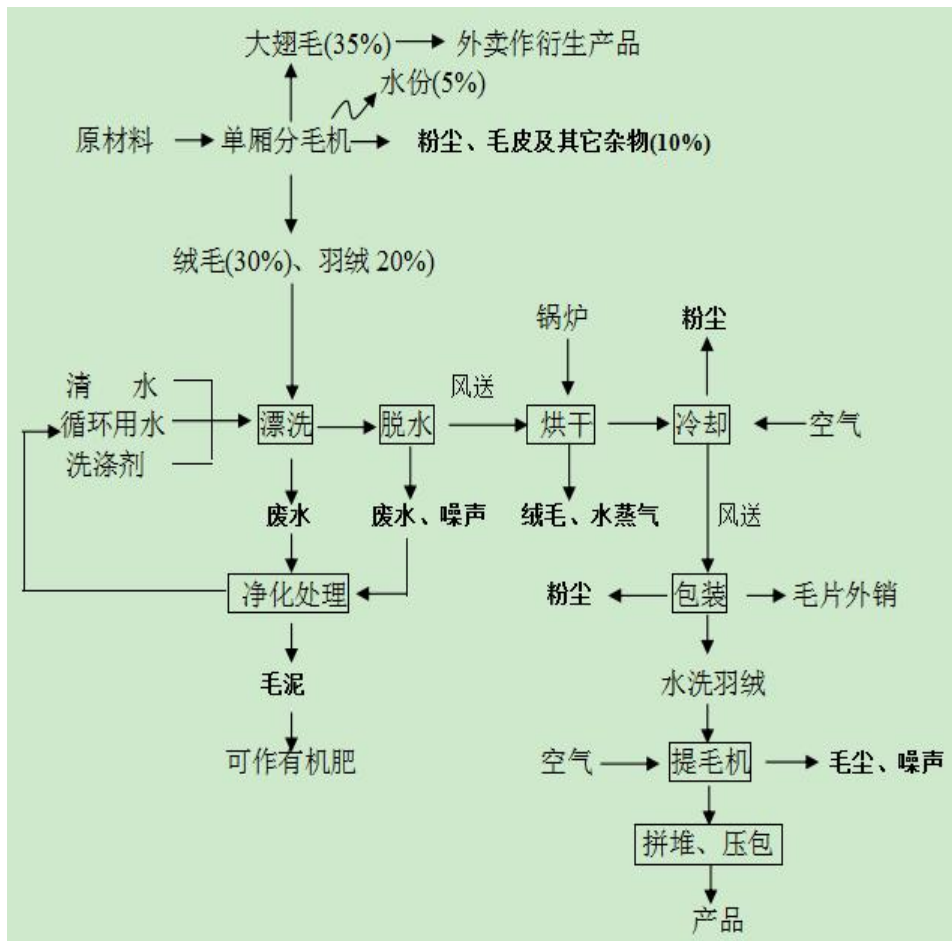 大翅毛(35%) 外卖作衍生产品
水份(5%)
原材料 单厢分毛机 粉尘、毛皮及其它杂物(10%)
绒毛(30%)、羽绒 20%)
锅炉 粉尘
清 水 风送
循环用水 漂洗 脱水 烘干 冷却 空气
洗涤剂
废水 废水、噪声 绒毛、水蒸气 风送
净化处理 粉尘 包装 毛片外销
毛泥 水洗羽绒
可作有机肥 空气 提毛机 毛尘、噪声
拼堆、压包
产品